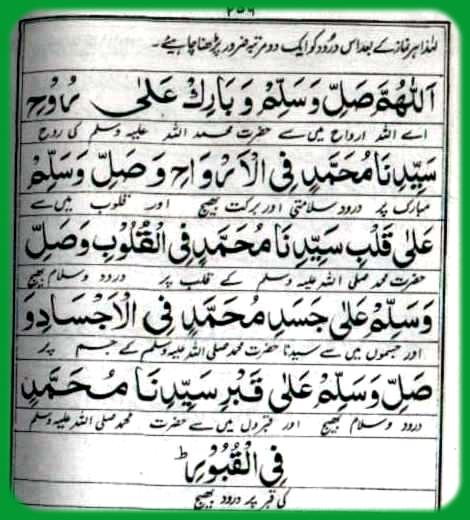 ۲۵۶
لہٰذا ہر نماز کے بعد اس درود کو ایک دو مرتبہ ضرور پڑھنا چاہیئے۔
اَللّٰهُمَّ صَلِّ وَسَلِّمْ وَبَارِكْ عَلٰى رُوْحِ
اے اللہ ارواح میں سے حضرت محمد اللہ علیہ وسلم کی روح
سَيِّدِنَا مُحَمَّدٍ فِي الْاَرْوَاحِ وَصَلِّ وَسَلِّمْ
مبارک پر درود سلامتی اور برکت بھیج اور قلوب میں سے
عَلٰى قَلْبِ سَيِّدِنَا مُحَمَّدٍ فِي الْقُلُوْبِ وَصَلِّ
حضرت محمد صلی اللہ علیہ وسلم کے قلب پر درود وسلام بھیج
وَسَلِّمْ عَلٰى جَسَدِ مُحَمَّدٍ فِي الْاَجْسَادِ وَ
اور جسموں میں سے سیدنا حضرت محمد صلی اللہ علیہ وسلم کے جسم پر
صَلِّ وَسَلِّمْ عَلٰى قَبْرِ سَيِّدِنَا مُحَمَّدٍ
درود وسلام بھیج اور قبروں میں سے حضرت محمد صلی اللہ علیہ وسلم
فِي الْقُبُوْرِؕ
کی قبر پر درود بھیج